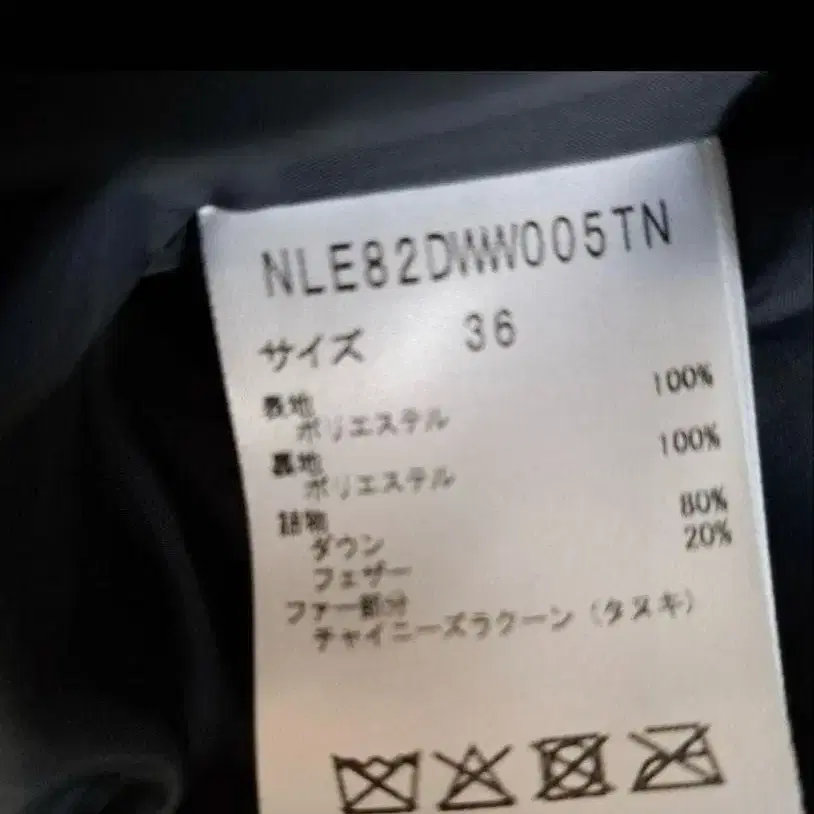 NLE82DWW005TN
サイズ 36
表地
ポリエステル 100%
裏地
ポリエステル 100%
詰物
ダウン 80%
フェザー 20%
ファー部分
チャイニーズラクーン (タヌキ)